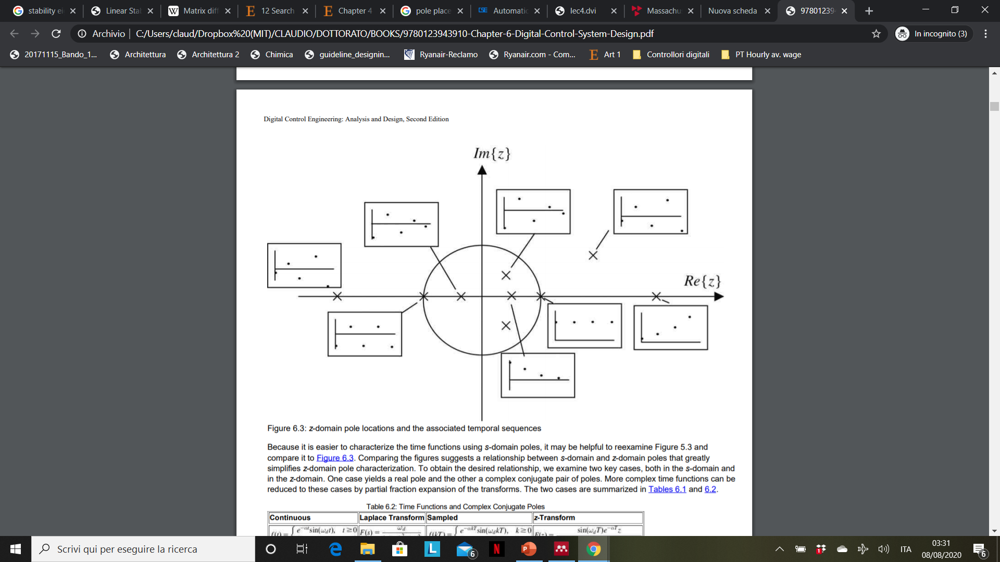 stability ei
Linear Sta
Matrix diff
12 Search
Chapter 4
pole place
Automatic
lec4.dvi
Massachu
Nuova scheda
97801239
Archivio
C:/Users/claud/Dropbox%20(MIT)/CLAUDIO/DOTTORATO/BOOKS/9780123943910-Chapter-6-Digital-Control-System-Design.pdf
In incognito (3)
20171115_Bando_1...
Architettura
Architettura 2
Chimica
guideline_designin...
Ryanair-Reclamo
Ryanair.com - Com...
Art 1
Controllori digitali
PT Hourly av. wage
Digital Control Engineering: Analysis and Design, Second Edition
Im{z}
Re{z}
Figure 6.3: z-domain pole locations and the associated temporal sequences
Because it is easier to characterize the time functions using s-domain poles, it may be helpful to reexamine Figure 5.3 and
compare it to Figure 6.3. Comparing the figures suggests a relationship between s-domain and z-domain poles that greatly
simplifies z-domain pole characterization. To obtain the desired relationship, we examine two key cases, both in the s-domain and
in the z-domain. One case yields a real pole and the other a complex conjugate pair of poles. More complex time functions can be
reduced to these cases by partial fraction expansion of the transforms. The two cases are summarized in Tables 6.1 and 6.2.
Table 6.2: Time Functions and Complex Conjugate Poles
Continuous
Laplace Transform
Sampled
z-Transform
Scrivi qui per eseguire la ricerca
6
1
ITA
03:31
08/08/2020
6